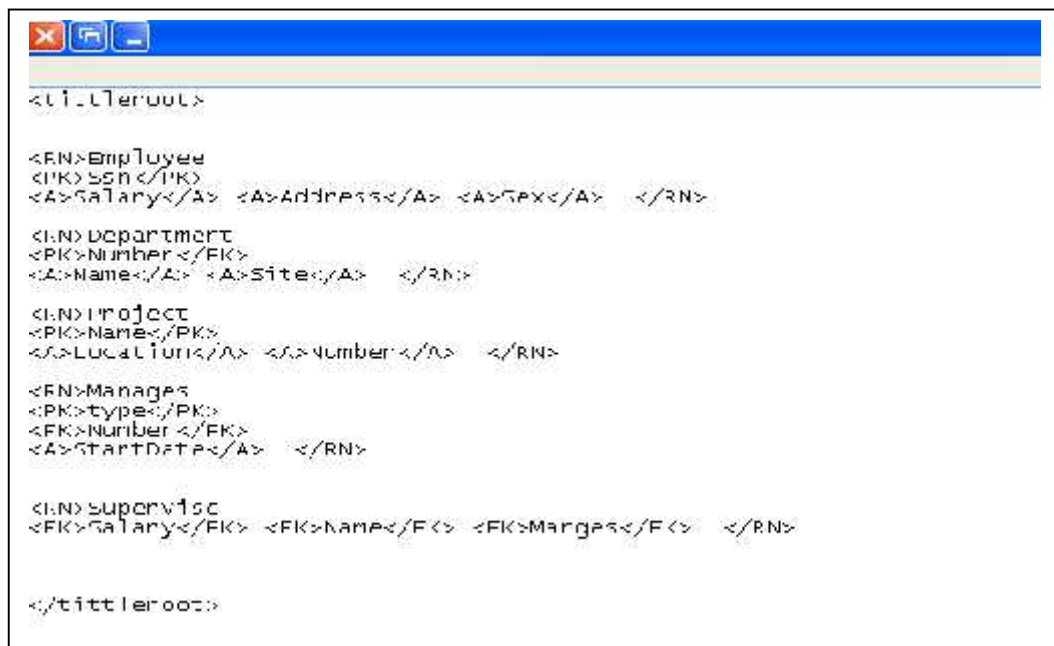 <tittleroot>
<RN>Employee
<PK>Ssn</PK>
<A>Salary</A> <A>Address</A> <A>Sex</A> </RN>
<RN>Department
<PK>Number</PK>
<A>Name</A> <A>Site</A> </RN>
<RN>Project
<PK>Name</PK>
<A>Location</A> <A>Number</A> </RN>
<RN>Manages
<PK>type</PK>
<FK>Number</FK>
<A>StartDate</A> </RN>
<RN>Supervise
<FK>Salary</FK> <FK>Name</FK> <FK>Manges</FK> </RN>
</tittleroot>